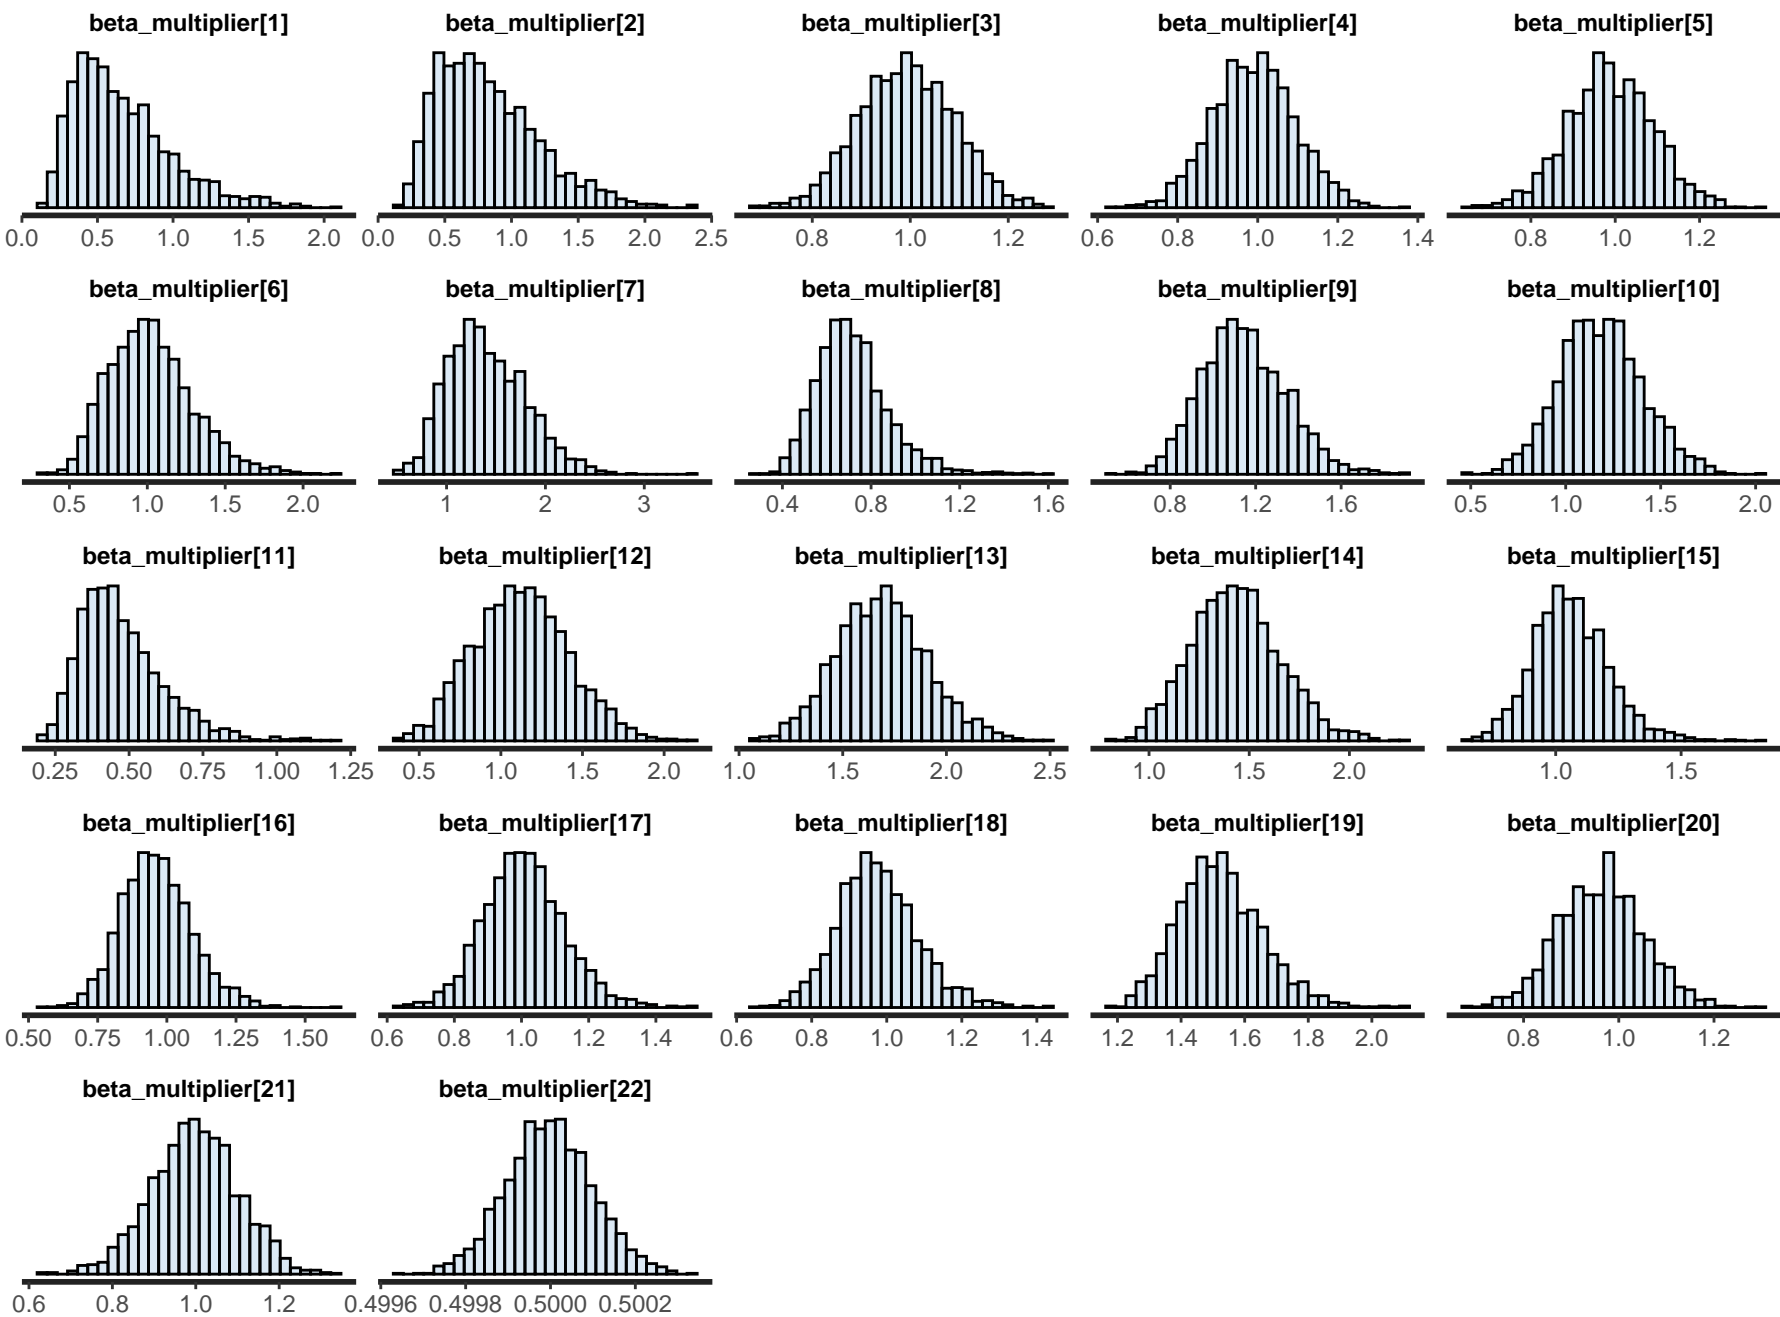 beta_multiplier[1] beta_multiplier[2] beta_multiplier[3] beta_multiplier[4] beta_multiplier[5]
0.0 0.5 1.0 1.5 2.0 0.0 0.5 1.0 1.5 2.0 2.5 0.8 1.0 1.2 0.6 0.8 1.0 1.2 1.4 0.8 1.0 1.2
beta_multiplier[6] beta_multiplier[7] beta_multiplier[8] beta_multiplier[9] beta_multiplier[10]
0.5 1.0 1.5 2.0 1 2 3 0.4 0.8 1.2 1.6 0.8 1.2 1.6 0.5 1.0 1.5 2.0
beta_multiplier[11] beta_multiplier[12] beta_multiplier[13] beta_multiplier[14] beta_multiplier[15]
0.25 0.50 0.75 1.00 1.25 0.5 1.0 1.5 2.0 1.0 1.5 2.0 2.5 1.0 1.5 2.0 1.0 1.5
beta_multiplier[16] beta_multiplier[17] beta_multiplier[18] beta_multiplier[19] beta_multiplier[20]
0.50 0.75 1.00 1.25 1.50 0.6 0.8 1.0 1.2 1.4 0.6 0.8 1.0 1.2 1.4 1.2 1.4 1.6 1.8 2.0 0.8 1.0 1.2
beta_multiplier[21] beta_multiplier[22]
0.6 0.8 1.0 1.2 0.4996 0.4998 0.5000 0.5002